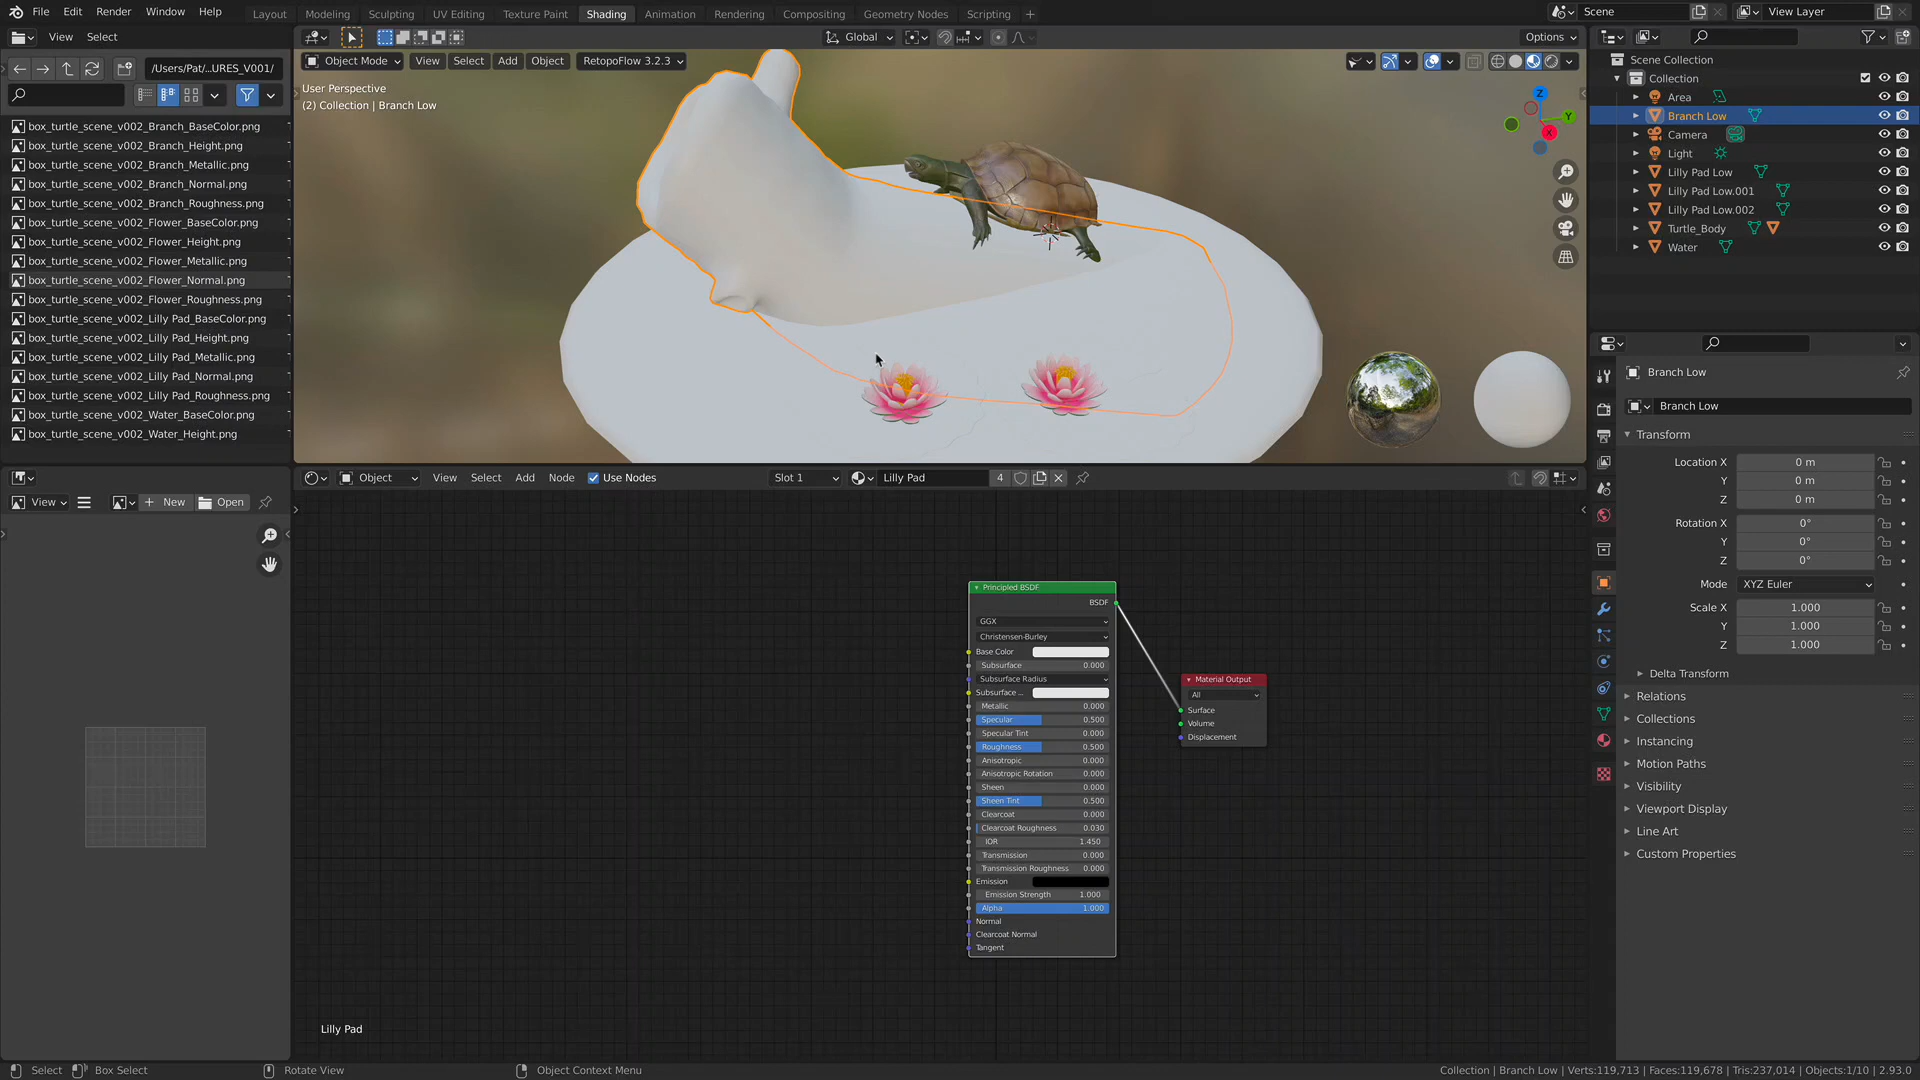 File Edit Render Window Help
Layout Modeling Sculpting UV Editing Texture Paint Shading Animation Rendering Compositing Geometry Nodes Scripting
Scene
View Layer
View Select
Global
Options
/Users/Pat/...URES_V001/
Object Mode View Select Add Object RetopoFlow 3.2.3
User Perspective
(2) Collection | Branch Low
Z
Y
X
box_turtle_scene_v002_Branch_BaseColor.png
box_turtle_scene_v002_Branch_Height.png
box_turtle_scene_v002_Branch_Metallic.png
box_turtle_scene_v002_Branch_Normal.png
box_turtle_scene_v002_Branch_Roughness.png
box_turtle_scene_v002_Flower_BaseColor.png
box_turtle_scene_v002_Flower_Height.png
box_turtle_scene_v002_Flower_Metallic.png
box_turtle_scene_v002_Flower_Normal.png
box_turtle_scene_v002_Flower_Roughness.png
box_turtle_scene_v002_Lilly Pad_BaseColor.png
box_turtle_scene_v002_Lilly Pad_Height.png
box_turtle_scene_v002_Lilly Pad_Metallic.png
box_turtle_scene_v002_Lilly Pad_Normal.png
box_turtle_scene_v002_Lilly Pad_Roughness.png
box_turtle_scene_v002_Water_BaseColor.png
box_turtle_scene_v002_Water_Height.png
Scene Collection
Collection
Area
Branch Low
Camera
Light
Lilly Pad Low
Lilly Pad Low.001
Lilly Pad Low.002
Turtle_Body
Water
Branch Low
Branch Low
Transform
Location X 0 m
Y 0 m
Z 0 m
Rotation X 0°
Y 0°
Z 0°
Mode XYZ Euler
Scale X 1.000
Y 1.000
Z 1.000
Delta Transform
Relations
Collections
Instancing
Motion Paths
Visibility
Viewport Display
Line Art
Custom Properties
View New Open
Object View Select Add Node Use Nodes Slot 1 Lilly Pad 4
Principled BSDF
BSDF
GGX
Christensen-Burley
Base Color
Subsurface 0.000
Subsurface Radius
Subsurface ...
Metallic 0.000
Specular 0.500
Specular Tint 0.000
Roughness 0.500
Anisotropic 0.000
Anisotropic Rotation 0.000
Sheen 0.000
Sheen Tint 0.500
Clearcoat 0.000
Clearcoat Roughness 0.030
IOR 1.450
Transmission 0.000
Transmission Roughness 0.000
Emission
Emission Strength 1.000
Alpha 1.000
Normal
Clearcoat Normal
Tangent
Material Output
All
Surface
Volume
Displacement
Lilly Pad
Select Box Select Rotate View Object Context Menu
Collection | Branch Low | Verts:119,713 | Faces:119,678 | Tris:237,014 | Objects:1/10 | 2.93.0